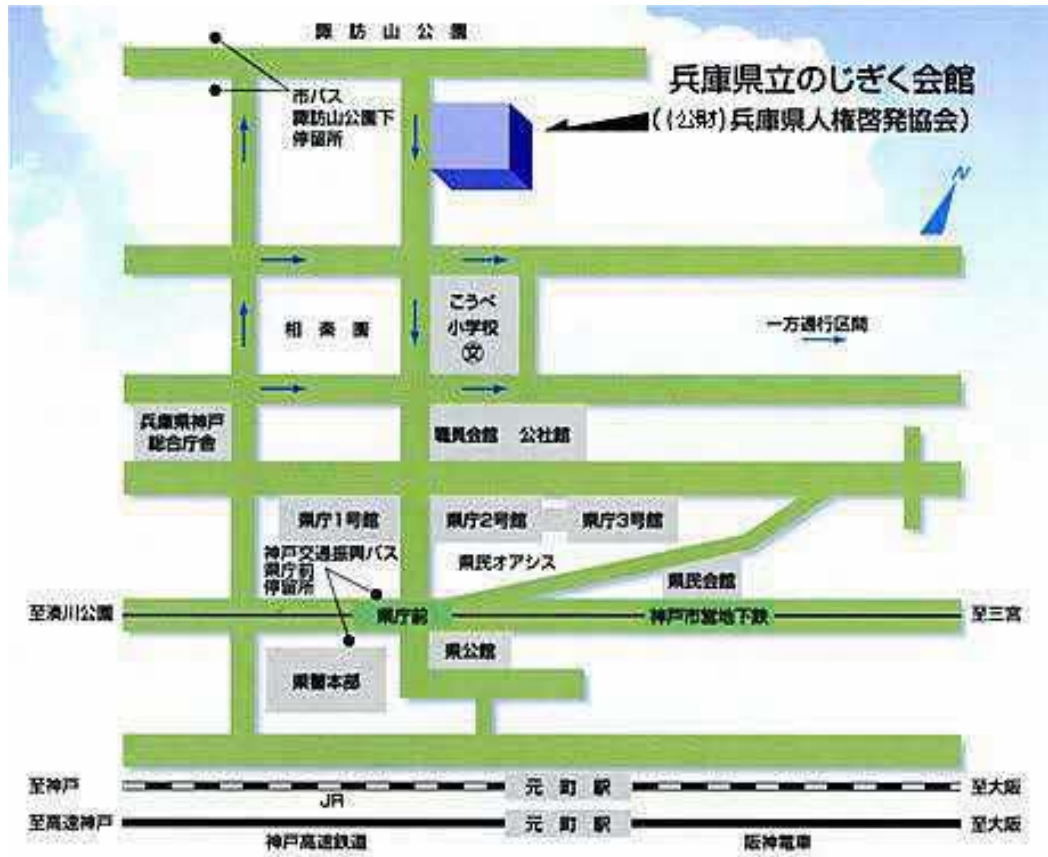 諏訪山公園
兵庫県立のじぎく会館
(（公財）兵庫県人権啓発協会)
市バス
諏訪山公園下
停留所
N
こうべ
小学校
文
相楽園
一方通行区間
兵庫県神戸
総合庁舎
職員会館 公社館
県庁1号館
県庁2号館
県庁3号館
神戸交通振興バス
県庁前
停留所
県民オアシス
県民会館
至湊川公園
県庁前
神戸市営地下鉄
至三宮
県公館
県警本部
至神戸
JR
元町駅
至大阪
至高速神戸
神戸高速鉄道
元町駅
阪神電車
至大阪